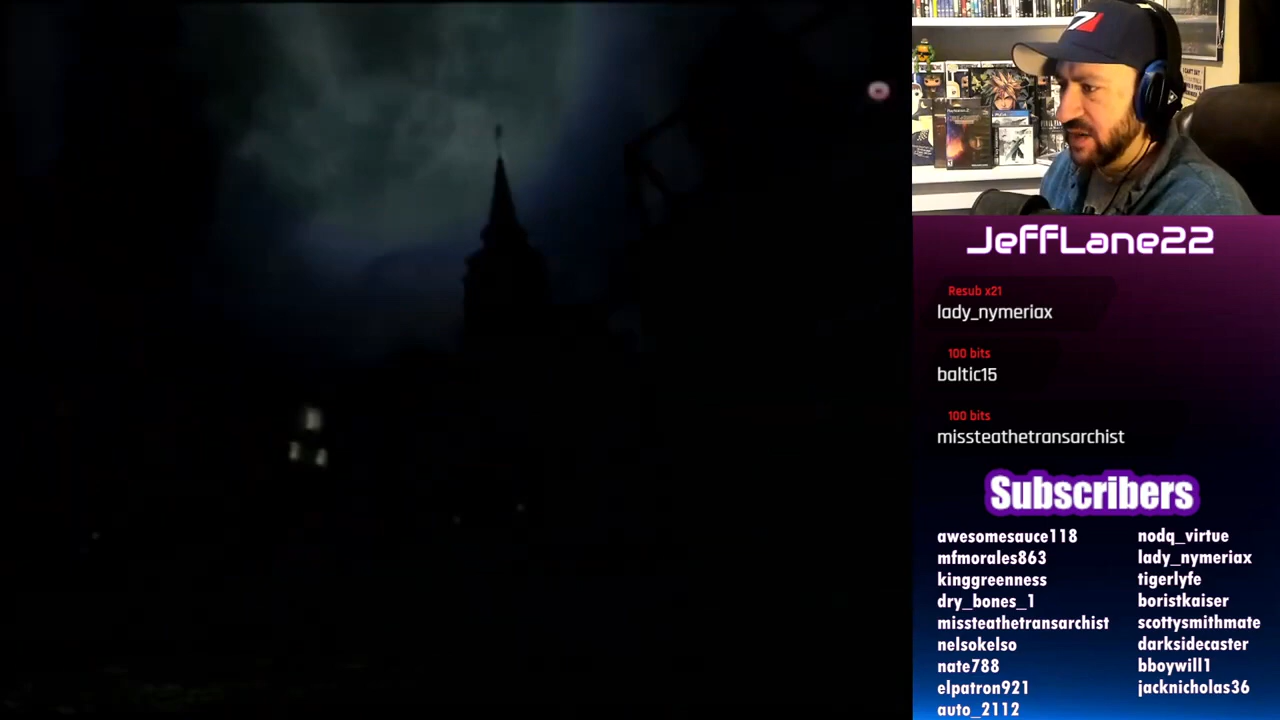 JeffLane22
Resub x21
lady_nymeriax
100 bits
baltic15
100 bits
missteathetransarchist
Subscribers
awesomesauce118
mfmorales863
kinggreenness
dry_bones_1
missteathetransarchist
nelsokelso
nate788
elpatron921
auto_2112
nodq_virtue
lady_nymeriax
tigerlyfe
boristkaiser
scottysmithmate
darksidecaster
bboywill1
jacknicholas36